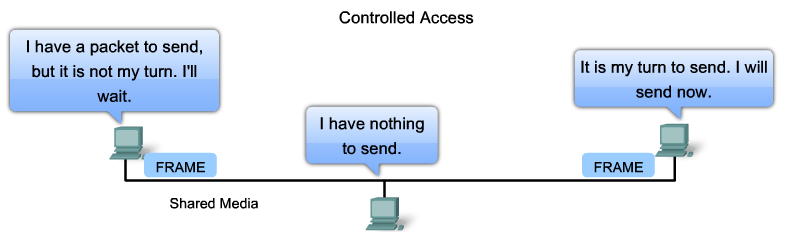 Controlled Access
I have a packet to send,
but it is not my turn. I'll
wait.
It is my turn to send. I will
send now.
I have nothing
to send.
FRAME
FRAME
Shared Media